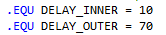 .EQU DELAY_INNER = 10
.EQU DELAY_OUTER = 70